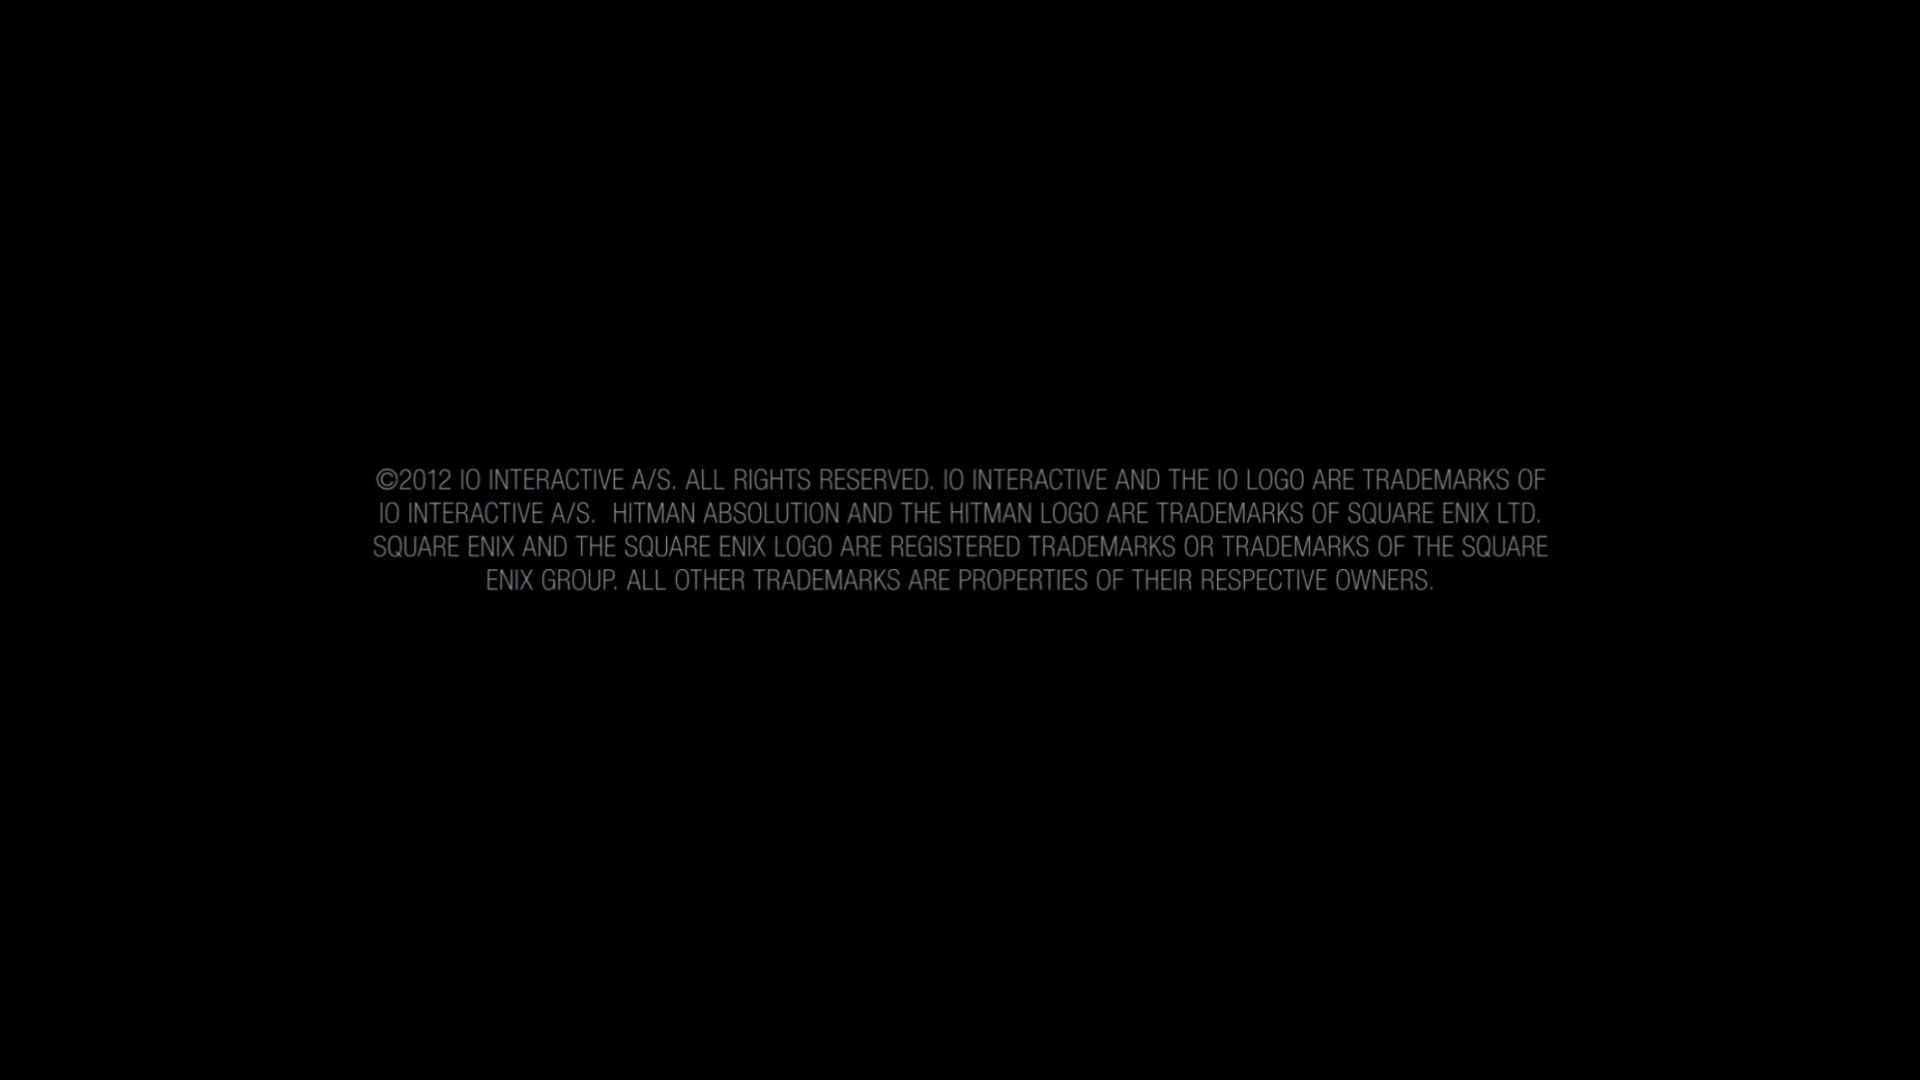 ©2012 IO INTERACTIVE A/S. ALL RIGHTS RESERVED. IO INTERACTIVE AND THE IO LOGO ARE TRADEMARKS OF
IO INTERACTIVE A/S.  HITMAN ABSOLUTION AND THE HITMAN LOGO ARE TRADEMARKS OF SQUARE ENIX LTD.
SQUARE ENIX AND THE SQUARE ENIX LOGO ARE REGISTERED TRADEMARKS OR TRADEMARKS OF THE SQUARE
ENIX GROUP. ALL OTHER TRADEMARKS ARE PROPERTIES OF THEIR RESPECTIVE OWNERS.